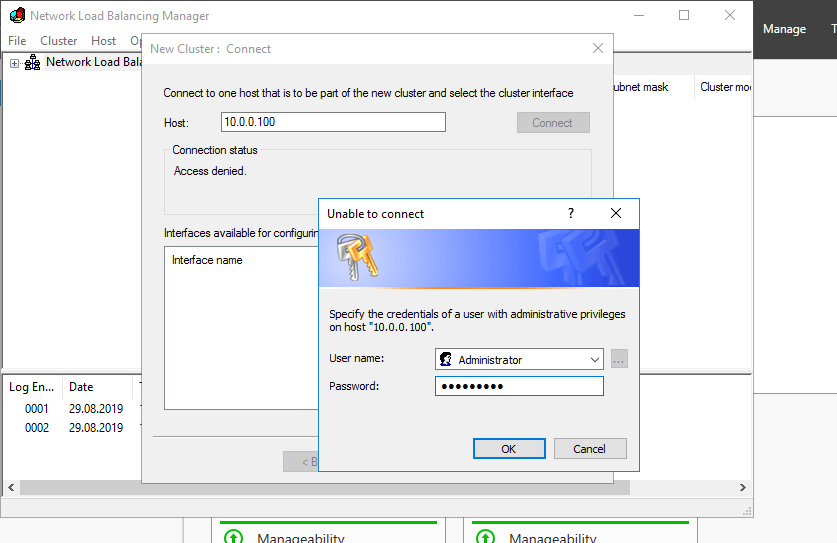 Network Load Balancing Manager
Manage
File Cluster Host
New Cluster : Connect
Network Load
Connect to one host that is to be part of the new cluster and select the cluster interface
subnet mask Cluster
Host: 10.0.0.100 Connect
Connection status
Access denied.
Unable to connect ?
Interfaces available for
Interface name
Specify the credentials of a user with administrative privileges
on host "10.0.0.100".
User name: Administrator ...
Password: ●●●●●●●●●
Log En... Date
0001 29.08.2019
0002 29.08.2019
OK Cancel
< B
Manageability Manageability